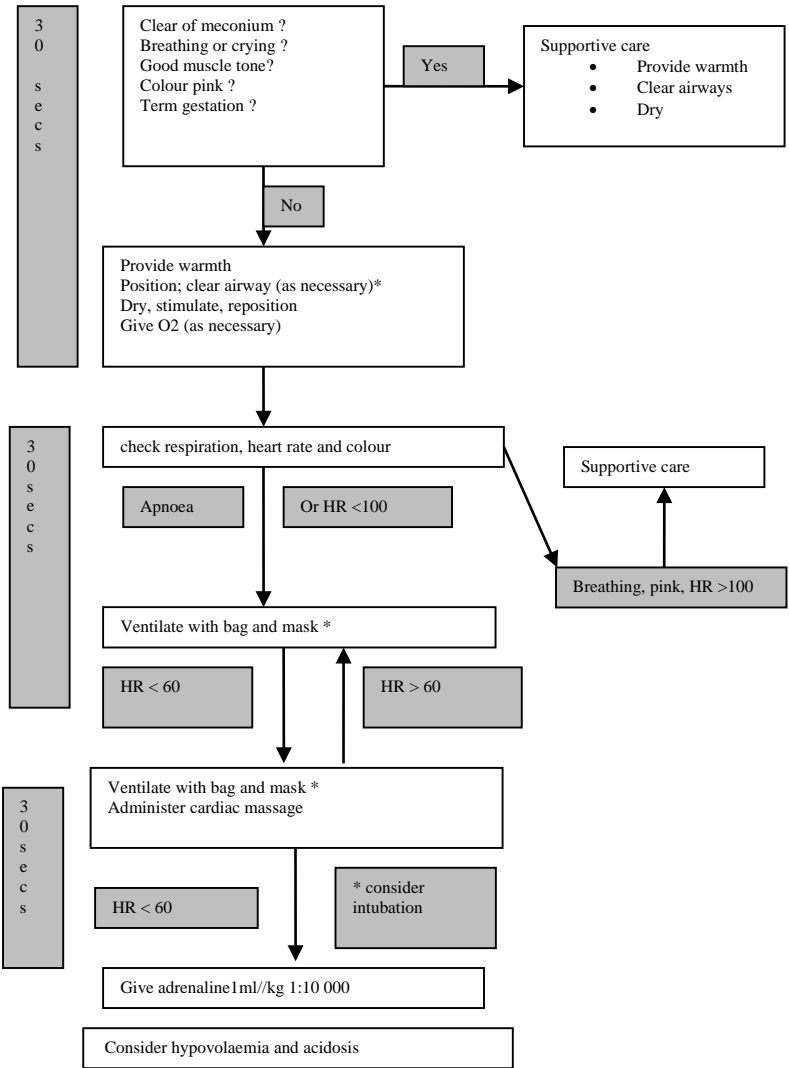 3
0
s
e
c
s
Clear of meconium ?
Breathing or crying ?
Good muscle tone?
Colour pink ?
Term gestation ?
Yes
Supportive care
• Provide warmth
• Clear airways
• Dry
No
Provide warmth
Position; clear airway (as necessary)*
Dry, stimulate, reposition
Give O2 (as necessary)
3
0
s
e
c
s
check respiration, heart rate and colour
Supportive care
Apnoea
Or HR <100
Breathing, pink, HR >100
Ventilate with bag and mask *
HR < 60
HR > 60
3
0
s
e
c
s
Ventilate with bag and mask *
Administer cardiac massage
HR < 60
* consider
intubation
Give adrenaline1ml//kg 1:10 000
Consider hypovolaemia and acidosis